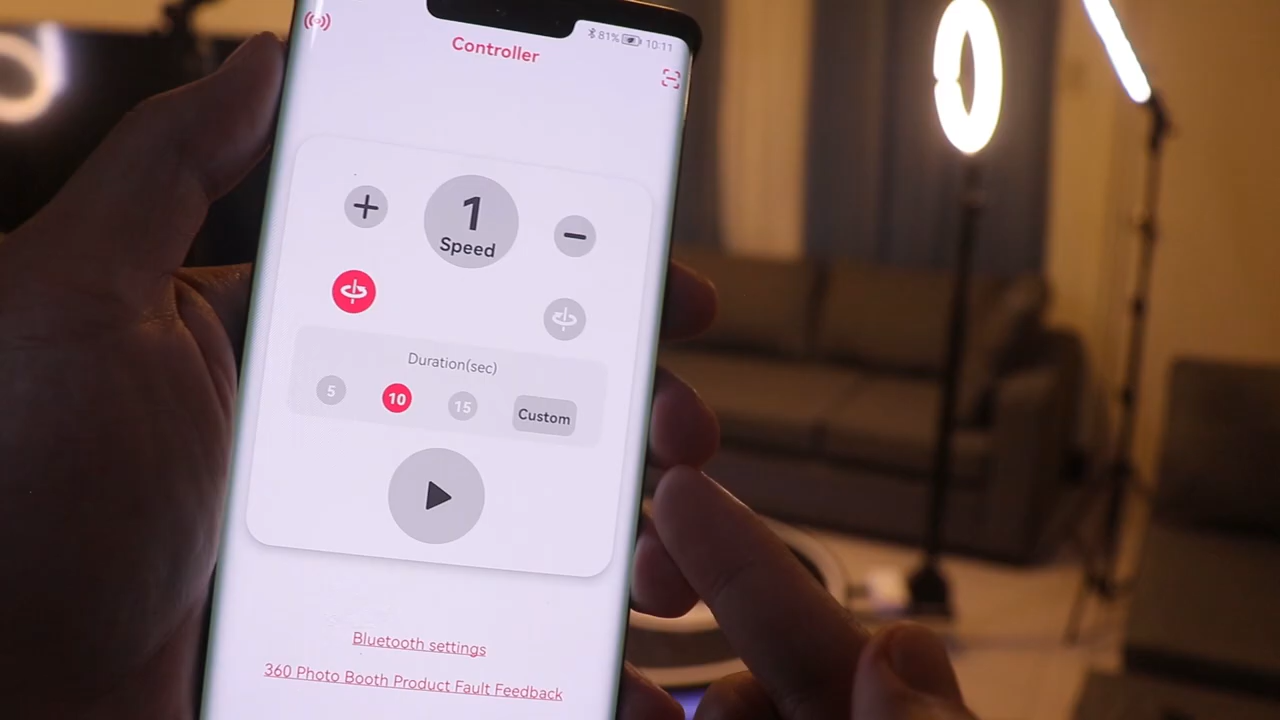 81% 10:11
Controller
1
Speed
Duration(sec)
5 10 15 Custom
Bluetooth settings
360 Photo Booth Product Fault Feedback